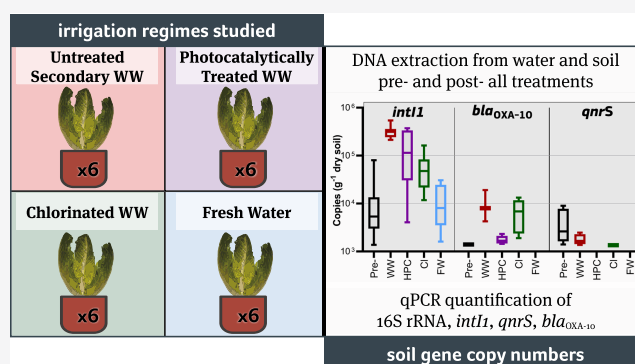 irrigation regimes studied
Untreated
Secondary WW
x6
Photocatalytically
Treated WW
x6
Chlorinated WW
x6
Fresh Water
x6
DNA extraction from water and soil
pre- and post- all treatments
intI1 blaOXA-10 qnrS
Copies (g⁻¹ dry soil)
10⁶
10⁵
10⁴
10³
Pre- WW HPC Cl FW Pre- WW HPC Cl FW Pre- WW HPC Cl FW
qPCR quantification of
16S rRNA, intI1, qnrS, blaOXA-10
soil gene copy numbers